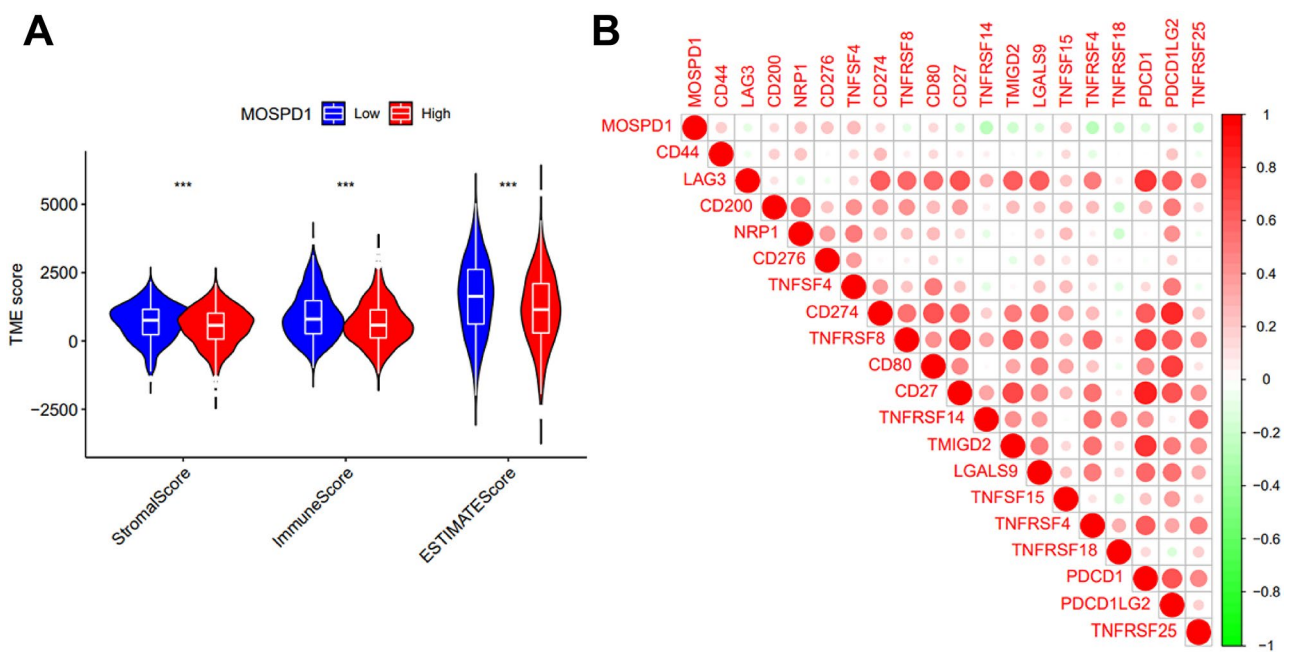 A
MOSPD1 Low High
TME score
5000
2500
0
−2500
***
***
***
StromalScore
ImmuneScore
ESTIMATEScore
B
MOSPD1
CD44
LAG3
CD200
NRP1
CD276
TNFSF4
CD274
TNFRSF8
CD80
CD27
TNFRSF14
TMIGD2
LGALS9
TNFSF15
TNFRSF4
TNFRSF18
PDCD1
PDCD1LG2
TNFRSF25
MOSPD1
CD44
LAG3
CD200
NRP1
CD276
TNFSF4
CD274
TNFRSF8
CD80
CD27
TNFRSF14
TMIGD2
LGALS9
TNFSF15
TNFRSF4
TNFRSF18
PDCD1
PDCD1LG2
TNFRSF25
1
0.8
0.6
0.4
0.2
0
−0.2
−0.4
−0.6
−0.8
−1